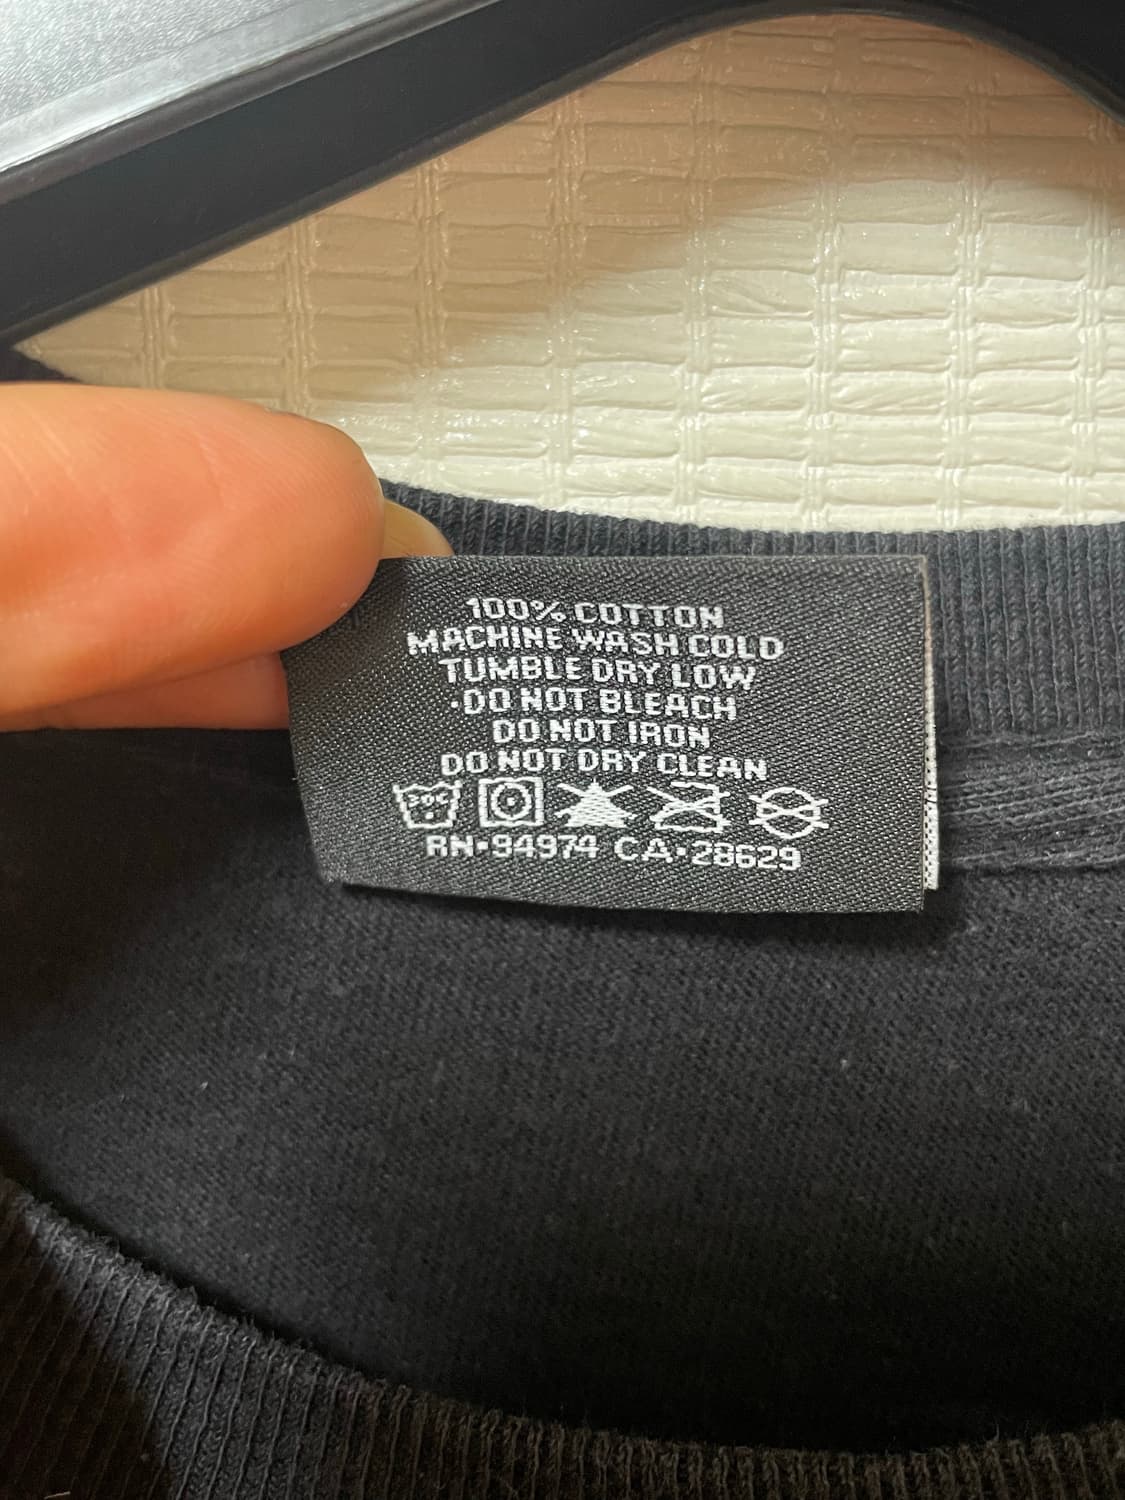 100% COTTON
MACHINE WASH COLD
TUMBLE DRY LOW
·DO NOT BLEACH
DO NOT IRON
DO NOT DRY CLEAN
30C
RN·94974 CA·28629